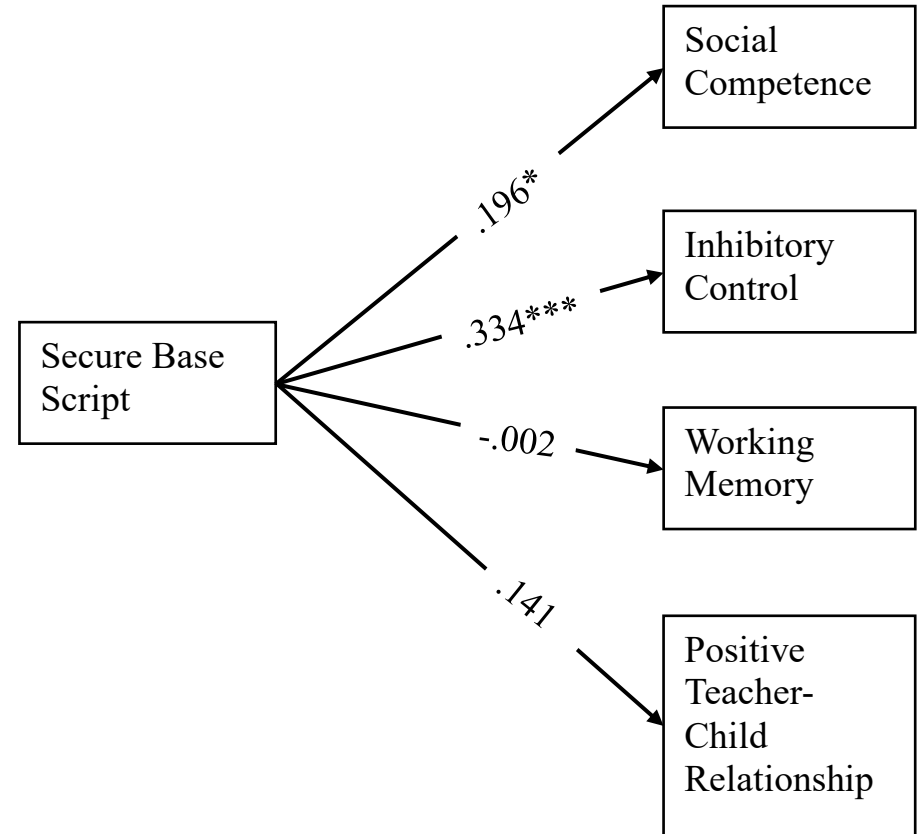 Social
Competence
.196*
Inhibitory
Control
.334***
Secure Base
Script
-.002
Working
Memory
.141
Positive
Teacher-
Child
Relationship